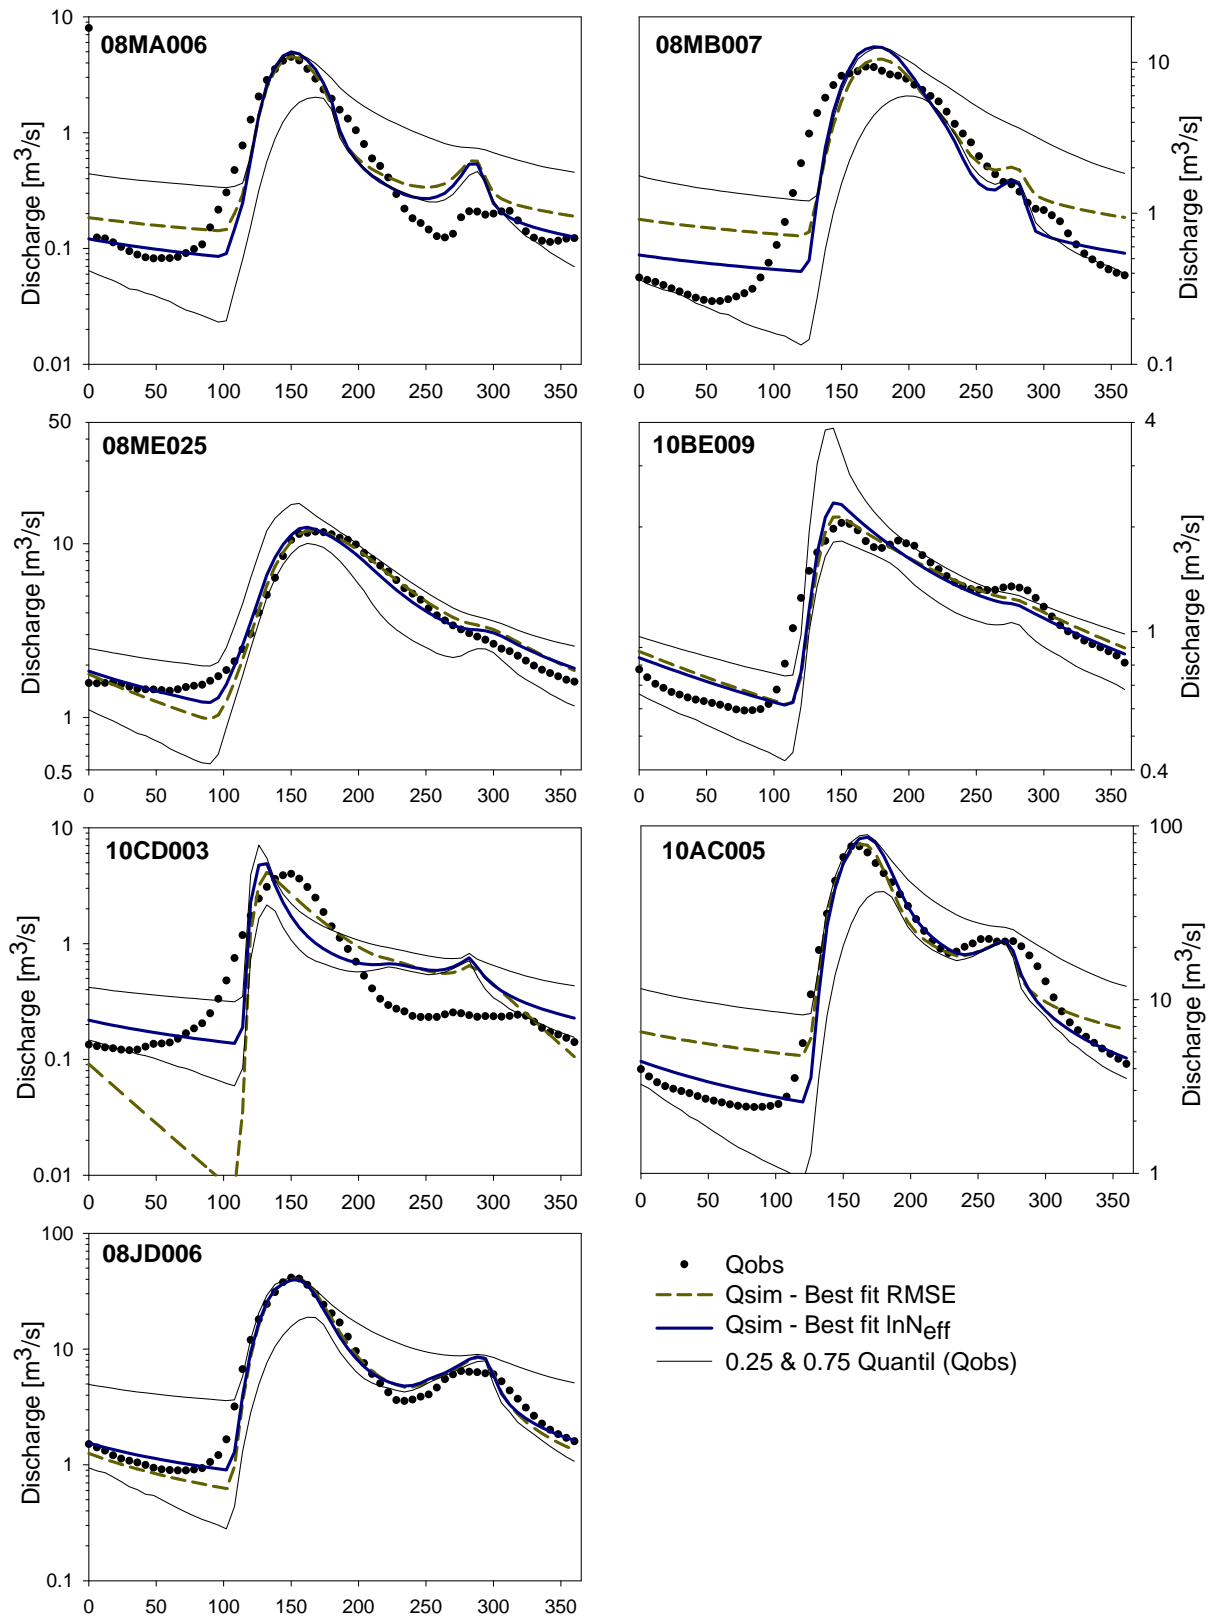 10
1
0.1
0.01
Discharge [m3/s]
08MA006
0 50 100 150 200 250 300 350
08MB007
10
1
0.1
Discharge [m3/s]
0 50 100 150 200 250 300 350
50
10
1
0.5
Discharge [m3/s]
08ME025
0 50 100 150 200 250 300 350
10BE009
4
2
1
0.4
Discharge [m3/s]
0 50 100 150 200 250 300 350
10
1
0.1
0.01
Discharge [m3/s]
10CD003
0 50 100 150 200 250 300 350
10AC005
100
10
1
Discharge [m3/s]
0 50 100 150 200 250 300 350
100
10
1
0.1
Discharge [m3/s]
08JD006
0 50 100 150 200 250 300 350
Qobs
Qsim - Best fit RMSE
Qsim - Best fit lnNeff
0.25 & 0.75 Quantil (Qobs)